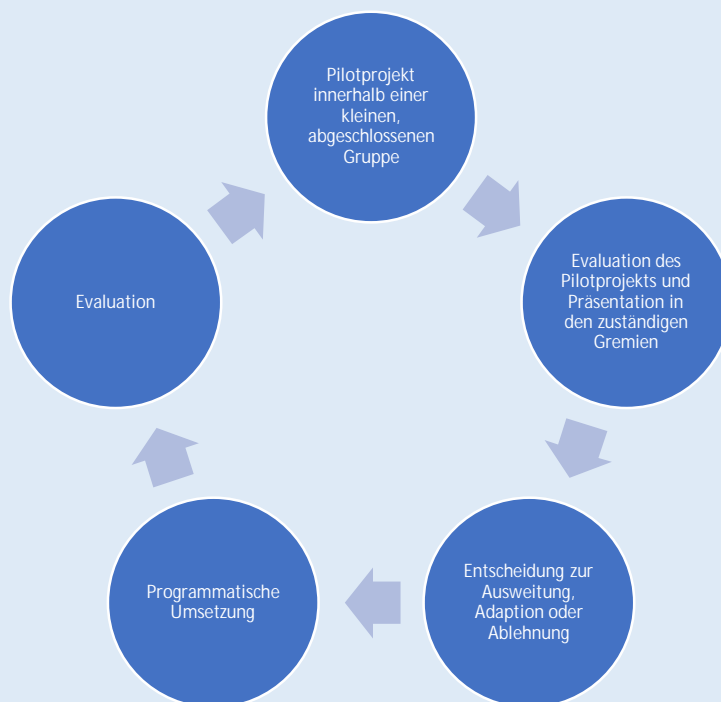 Pilotprojekt
innerhalb einer
kleinen,
abgeschlossenen
Gruppe
Evaluation des
Pilotprojekts und
Präsentation in
den zuständigen
Gremien
Entscheidung zur
Ausweitung,
Adaption oder
Ablehnung
Programmatische
Umsetzung
Evaluation